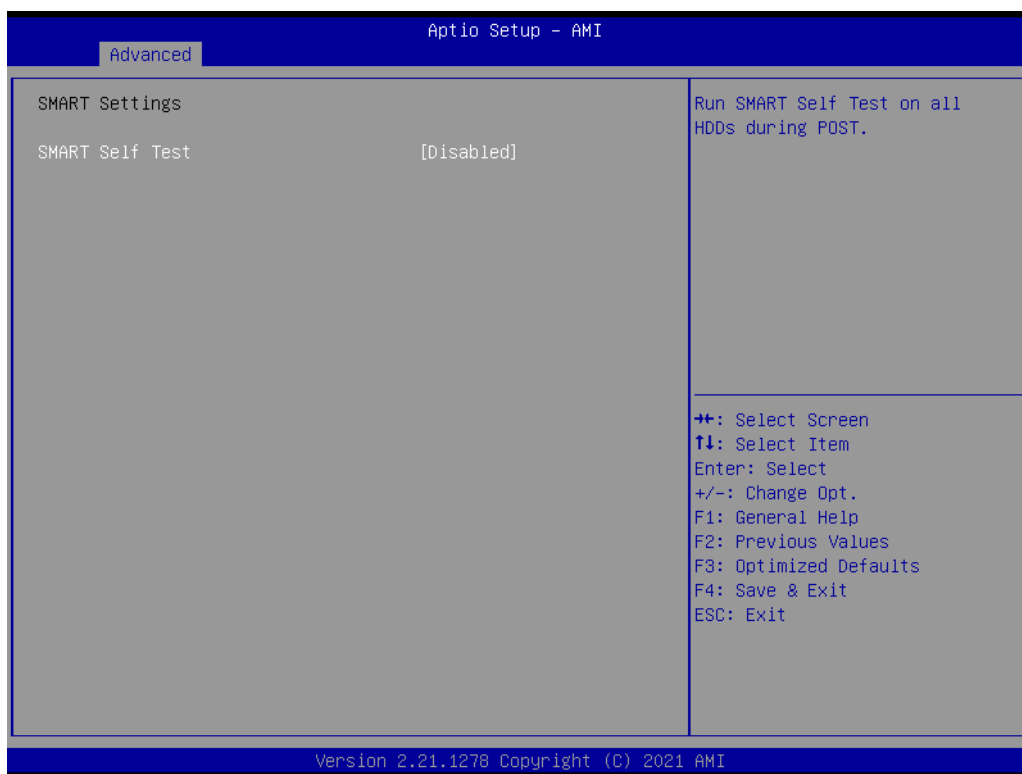 Aptio Setup - AMI
Advanced
SMART Settings
SMART Self Test [Disabled]
Run SMART Self Test on all
HDDs during POST.
→←: Select Screen
↑↓: Select Item
Enter: Select
+/-: Change Opt.
F1: General Help
F2: Previous Values
F3: Optimized Defaults
F4: Save & Exit
ESC: Exit
Version 2.21.1278 Copyright (C) 2021 AMI